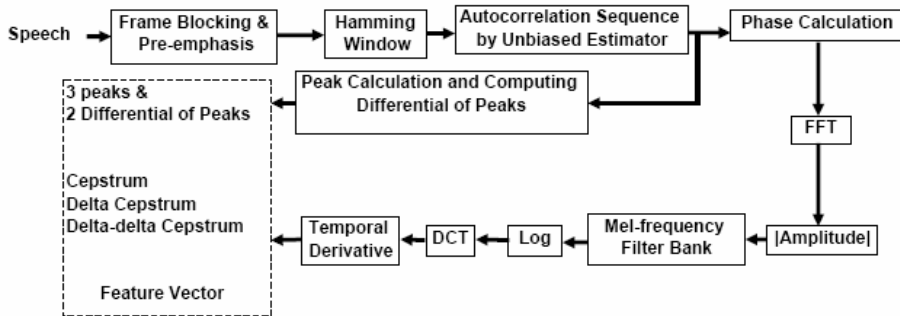 Speech
Frame Blocking &
Pre-emphasis
Hamming
Window
Autocorrelation Sequence
by Unbiased Estimator
Phase Calculation
3 peaks &
2 Differential of Peaks
Peak Calculation and Computing
Differential of Peaks
FFT
Cepstrum
Delta Cepstrum
Delta-delta Cepstrum
Temporal
Derivative
DCT
Log
Mel-frequency
Filter Bank
|Amplitude|
Feature Vector